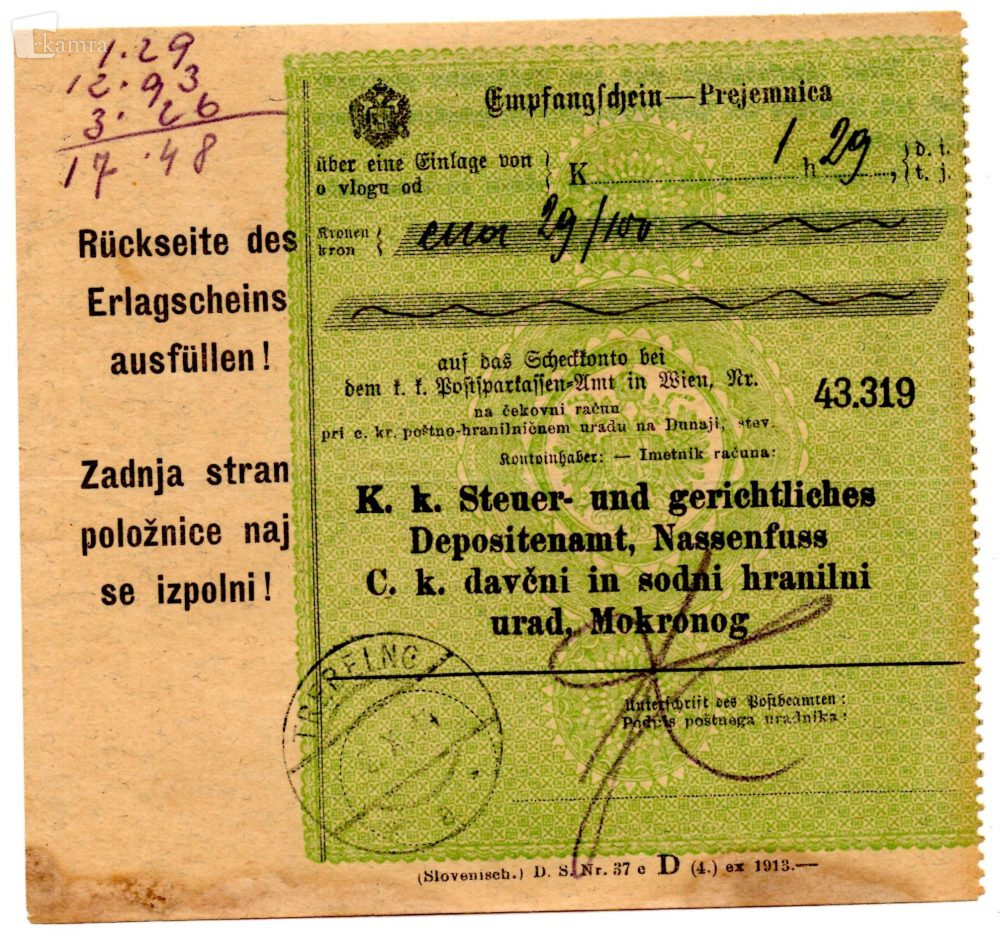 kamra
1.29
12.93
3.26
17.48
Rückseite des
Erlagscheins
ausfüllen!
Zadnja stran
položnice naj
se izpolni!
Empfangschein—Prejemnica
über eine Einlage von
o vlogu od
K 1 h 29, d. i.
t. j.
Kronen
kron
ena 29/100
auf das Scheckkonto bei
dem k. k. Postsparkassen-Amt in Wien, Nr.
43.319
na čekovni račun
pri c. kr. poštno-hranilničnem uradu na Dunaji, štev.
Kontoinhaber: — Imetnik računa:
K. k. Steuer- und gerichtliches
Depositenamt, Nassenfuss
C. k. davčni in sodni hranilni
urad, Mokronog
Unterschrift des Postbeamten:
Podpis poštnega uradnika:
(Slovenisch.) D. S. Nr. 37 c D (4.) ex 1913.—